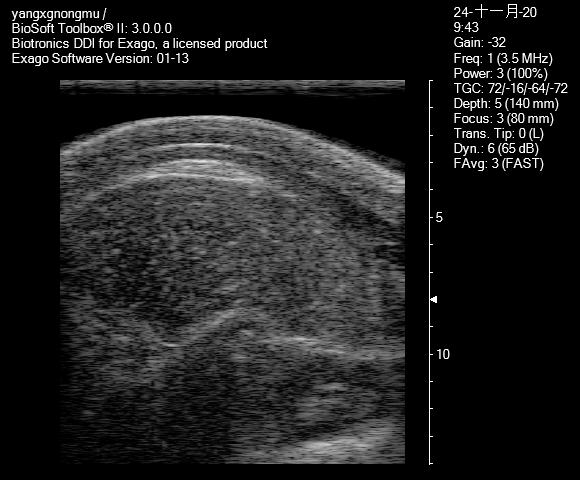 yangxgnongmu /
BioSoft Toolbox® II: 3.0.0.0
Biotronics DDI for Exago, a licensed product
Exago Software Version: 01-13
24-十一月-20
9:43
Gain: -32
Freq: 1 (3.5 MHz)
Power: 3 (100%)
TGC: 72/-16/-64/-72
Depth: 5 (140 mm)
Focus: 3 (80 mm)
Trans. Tip: 0 (L)
Dyn.: 6 (65 dB)
FAvg: 3 (FAST)
5
10